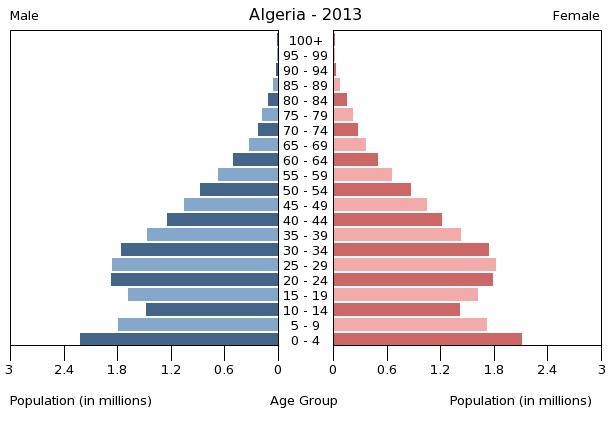 Male Algeria - 2013 Female
100+
95 - 99
90 - 94
85 - 89
80 - 84
75 - 79
70 - 74
65 - 69
60 - 64
55 - 59
50 - 54
45 - 49
40 - 44
35 - 39
30 - 34
25 - 29
20 - 24
15 - 19
10 - 14
5 - 9
0 - 4
3 2.4 1.8 1.2 0.6 0 0 0.6 1.2 1.8 2.4 3
Population (in millions) Age Group Population (in millions)